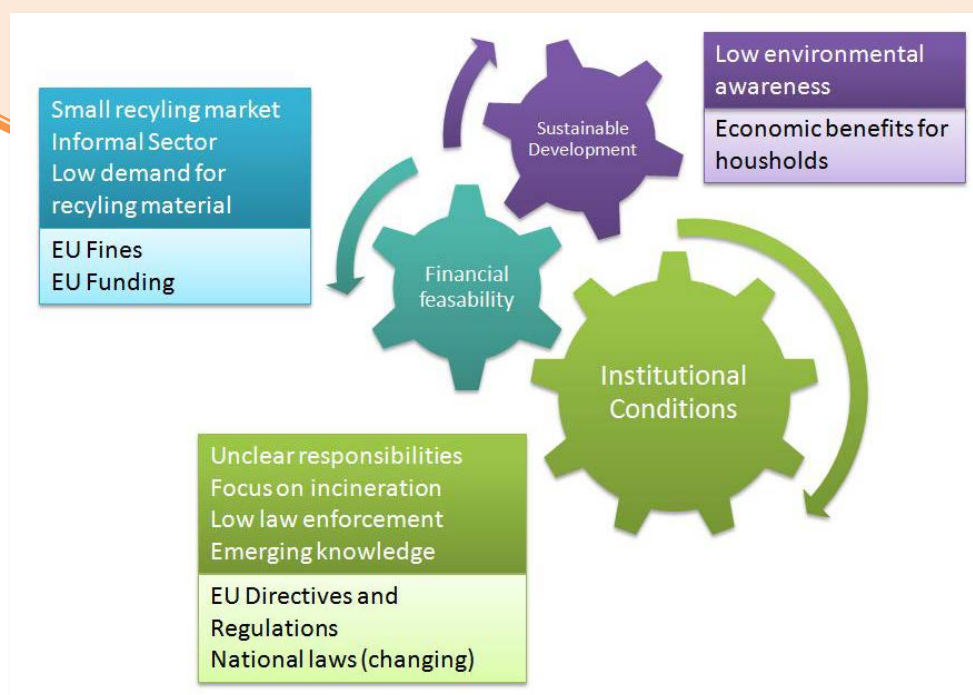 Low environmental
awareness
Economic benefits for
housholds
Sustainable
Development
Small recyling market
Informal Sector
Low demand for
recyling material
EU Fines
EU Funding
Financial
feasability
Institutional
Conditions
Unclear responsibilities
Focus on incineration
Low law enforcement
Emerging knowledge
EU Directives and
Regulations
National laws (changing)